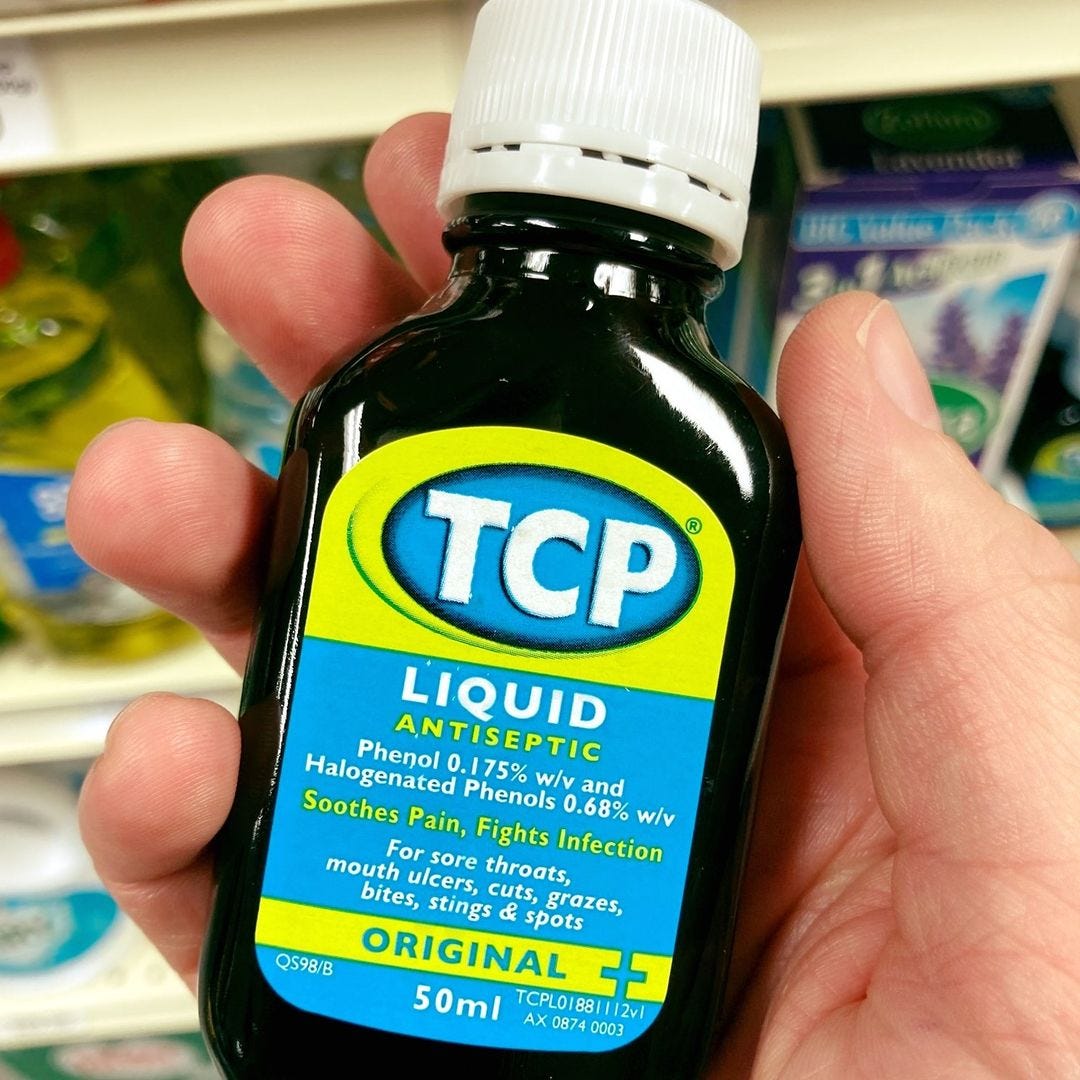 TCP®
LIQUID
ANTISEPTIC
Phenol 0.175% w/v and
Halogenated Phenols 0.68% w/v
Soothes Pain, Fights Infection
For sore throats,
mouth ulcers, cuts, grazes,
bites, stings & spots
ORIGINAL
QS98/B
50ml
TCPL01881112v1
AX 0874 0003
Lavender